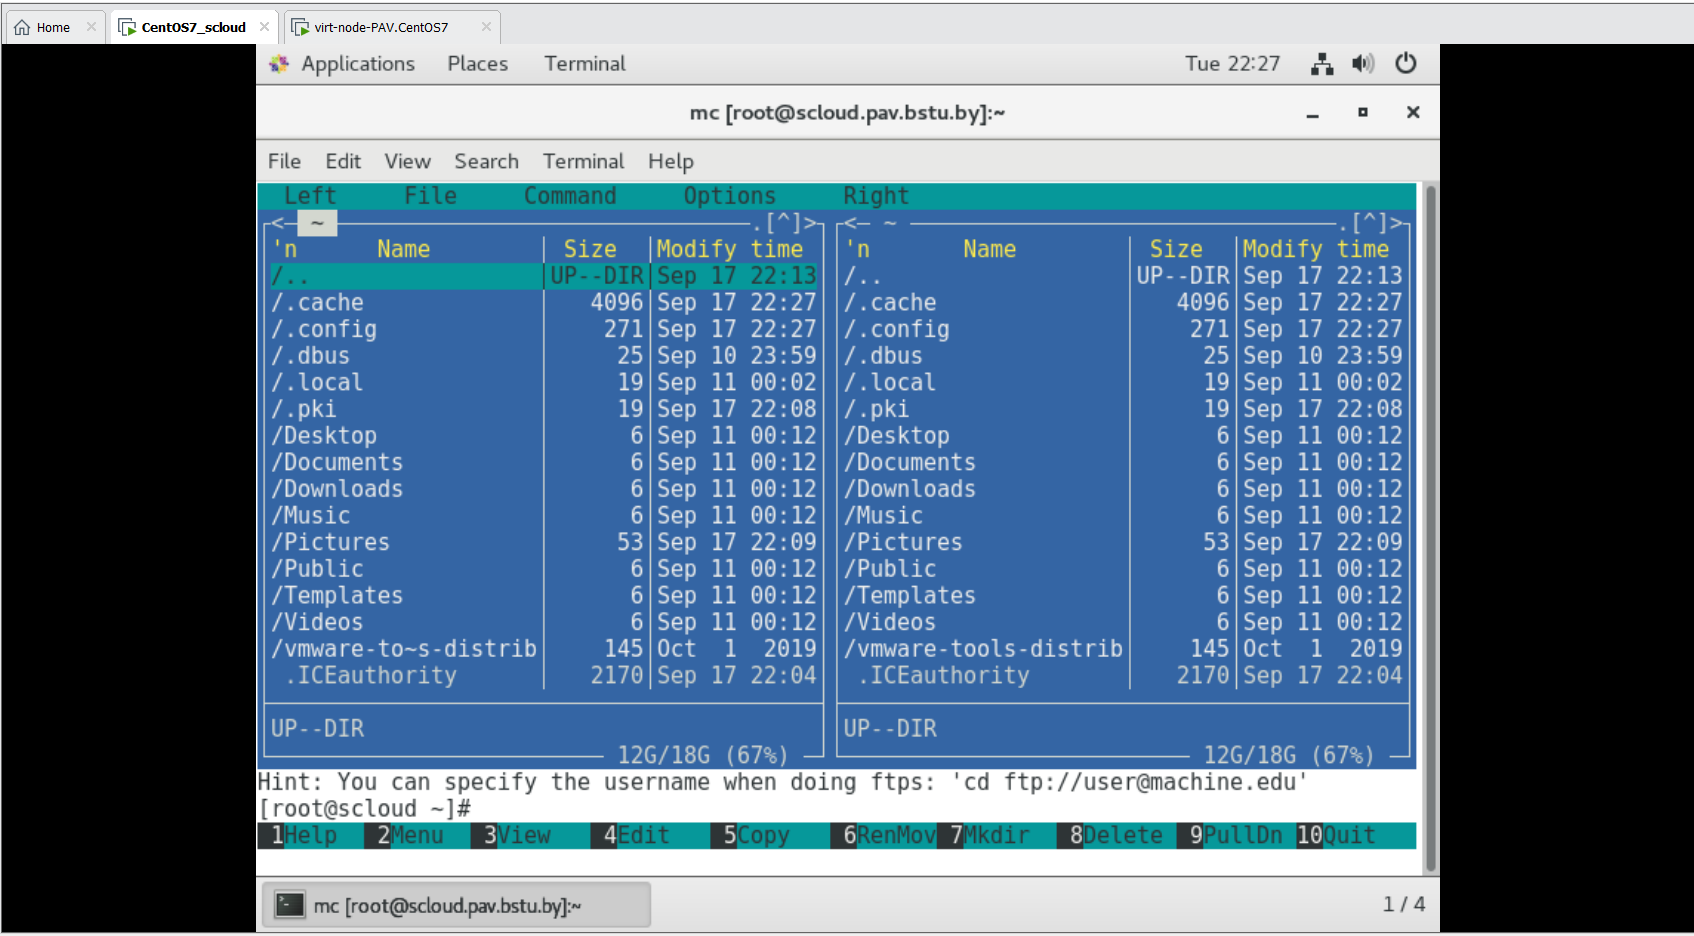 Home CentOS7_scloud virt-node-PAV.CentOS7
Applications Places Terminal Tue 22:27
mc [root@scloud.pav.bstu.by]:~
File Edit View Search Terminal Help
Left File Command Options Right
<─ ~ .[^]> <─ ~ .[^]>
'n Name Size Modify time 'n Name Size Modify time
/.. UP--DIR Sep 17 22:13 /.. UP--DIR Sep 17 22:13
/.cache 4096 Sep 17 22:27 /.cache 4096 Sep 17 22:27
/.config 271 Sep 17 22:27 /.config 271 Sep 17 22:27
/.dbus 25 Sep 10 23:59 /.dbus 25 Sep 10 23:59
/.local 19 Sep 11 00:02 /.local 19 Sep 11 00:02
/.pki 19 Sep 17 22:08 /.pki 19 Sep 17 22:08
/Desktop 6 Sep 11 00:12 /Desktop 6 Sep 11 00:12
/Documents 6 Sep 11 00:12 /Documents 6 Sep 11 00:12
/Downloads 6 Sep 11 00:12 /Downloads 6 Sep 11 00:12
/Music 6 Sep 11 00:12 /Music 6 Sep 11 00:12
/Pictures 53 Sep 17 22:09 /Pictures 53 Sep 17 22:09
/Public 6 Sep 11 00:12 /Public 6 Sep 11 00:12
/Templates 6 Sep 11 00:12 /Templates 6 Sep 11 00:12
/Videos 6 Sep 11 00:12 /Videos 6 Sep 11 00:12
/vmware-to~s-distrib 145 Oct 1 2019 /vmware-tools-distrib 145 Oct 1 2019
.ICEauthority 2170 Sep 17 22:04 .ICEauthority 2170 Sep 17 22:04
UP--DIR UP--DIR
12G/18G (67%) 12G/18G (67%)
Hint: You can specify the username when doing ftps: 'cd ftp://user@machine.edu'
[root@scloud ~]#
1Help 2Menu 3View 4Edit 5Copy 6RenMov 7Mkdir 8Delete 9PullDn 10Quit
mc [root@scloud.pav.bstu.by]:~ 1 / 4